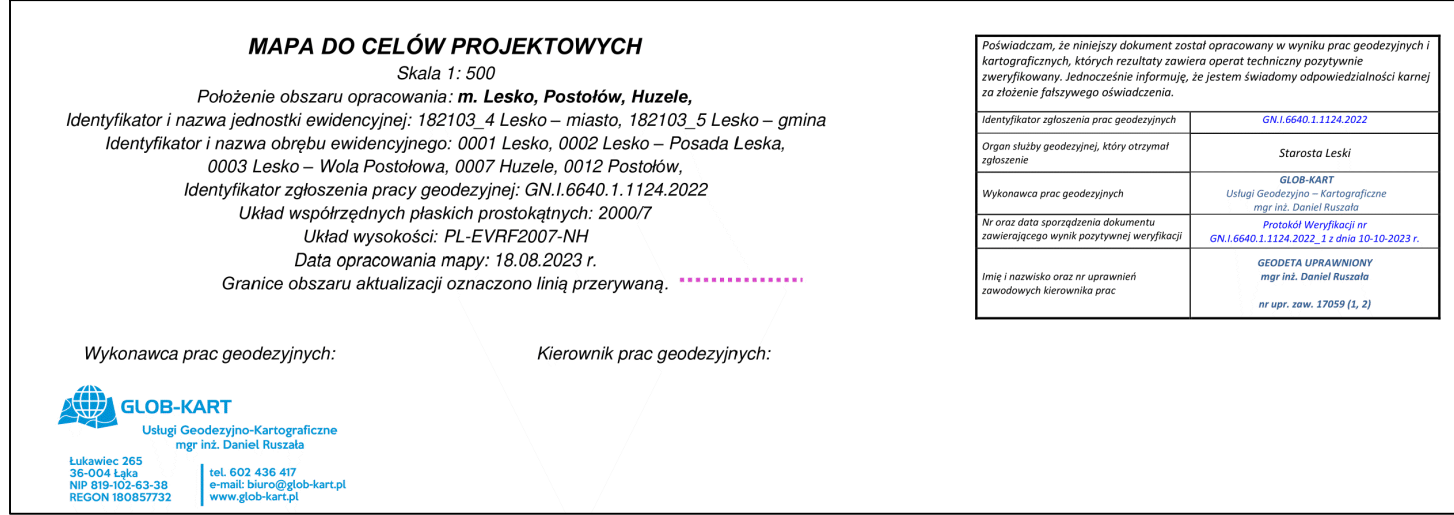 MAPA DO CELÓW PROJEKTOWYCH
Skala 1: 500
Położenie obszaru opracowania: m. Lesko, Postołów, Huzele,
Identyfikator i nazwa jednostki ewidencyjnej: 182103_4 Lesko – miasto, 182103_5 Lesko – gmina
Identyfikator i nazwa obrębu ewidencyjnego: 0001 Lesko, 0002 Lesko – Posada Leska,
0003 Lesko – Wola Postołowa, 0007 Huzele, 0012 Postołów,
Identyfikator zgłoszenia pracy geodezyjnej: GN.I.6640.1.1124.2022
Układ współrzędnych płaskich prostokątnych: 2000/7
Układ wysokości: PL-EVRF2007-NH
Data opracowania mapy: 18.08.2023 r.
Granice obszaru aktualizacji oznaczono linią przerywaną.
Wykonawca prac geodezyjnych:
Kierownik prac geodezyjnych:
GLOB-KART
Usługi Geodezyjno-Kartograficzne
mgr inż. Daniel Ruszała
Łukawiec 265
36-004 Łąka
NIP 819-102-63-38
REGON 180857732
tel. 602 436 417
e-mail: biuro@glob-kart.pl
www.glob-kart.pl
Poświadczam, że niniejszy dokument został opracowany w wyniku prac geodezyjnych i
kartograficznych, których rezultaty zawiera operat techniczny pozytywnie
zweryfikowany. Jednocześnie informuję, że jestem świadomy odpowiedzialności karnej
za złożenie fałszywego oświadczenia.
Identyfikator zgłoszenia prac geodezyjnych
GN.I.6640.1.1124.2022
Organ służby geodezyjnej, który otrzymał
zgłoszenie
Starosta Leski
Wykonawca prac geodezyjnych
GLOB-KART
Usługi Geodezyjno – Kartograficzne
mgr inż. Daniel Ruszała
Nr oraz data sporządzenia dokumentu
zawierającego wynik pozytywnej weryfikacji
Protokół Weryfikacji nr
GN.I.6640.1.1124.2022_1 z dnia 10-10-2023 r.
Imię i nazwisko oraz nr uprawnień
zawodowych kierownika prac
GEODETA UPRAWNIONY
mgr inż. Daniel Ruszała
nr upr. zaw. 17059 (1, 2)